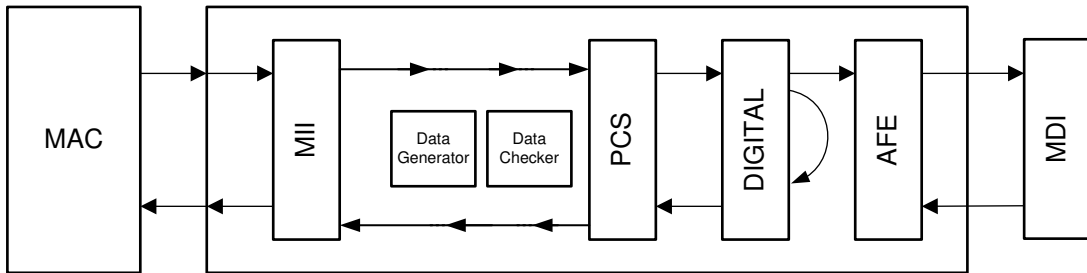 MAC
MII
Data
Generator
Data
Checker
PCS
DIGITAL
AFE
MDI